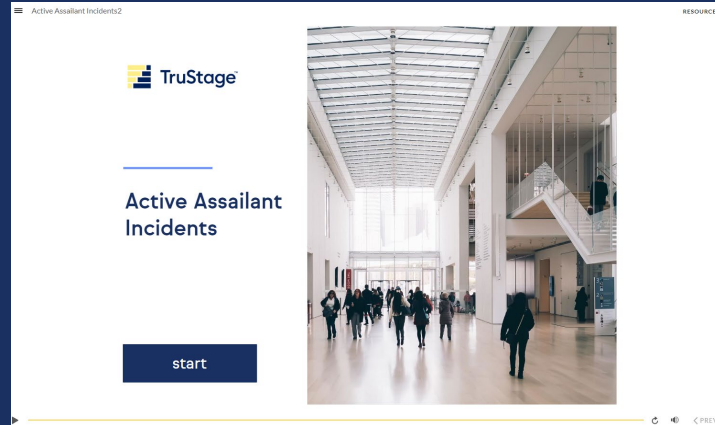 Active Assailant Incidents2
RESOURCE
TruStage
Active Assailant
Incidents
start
PREV